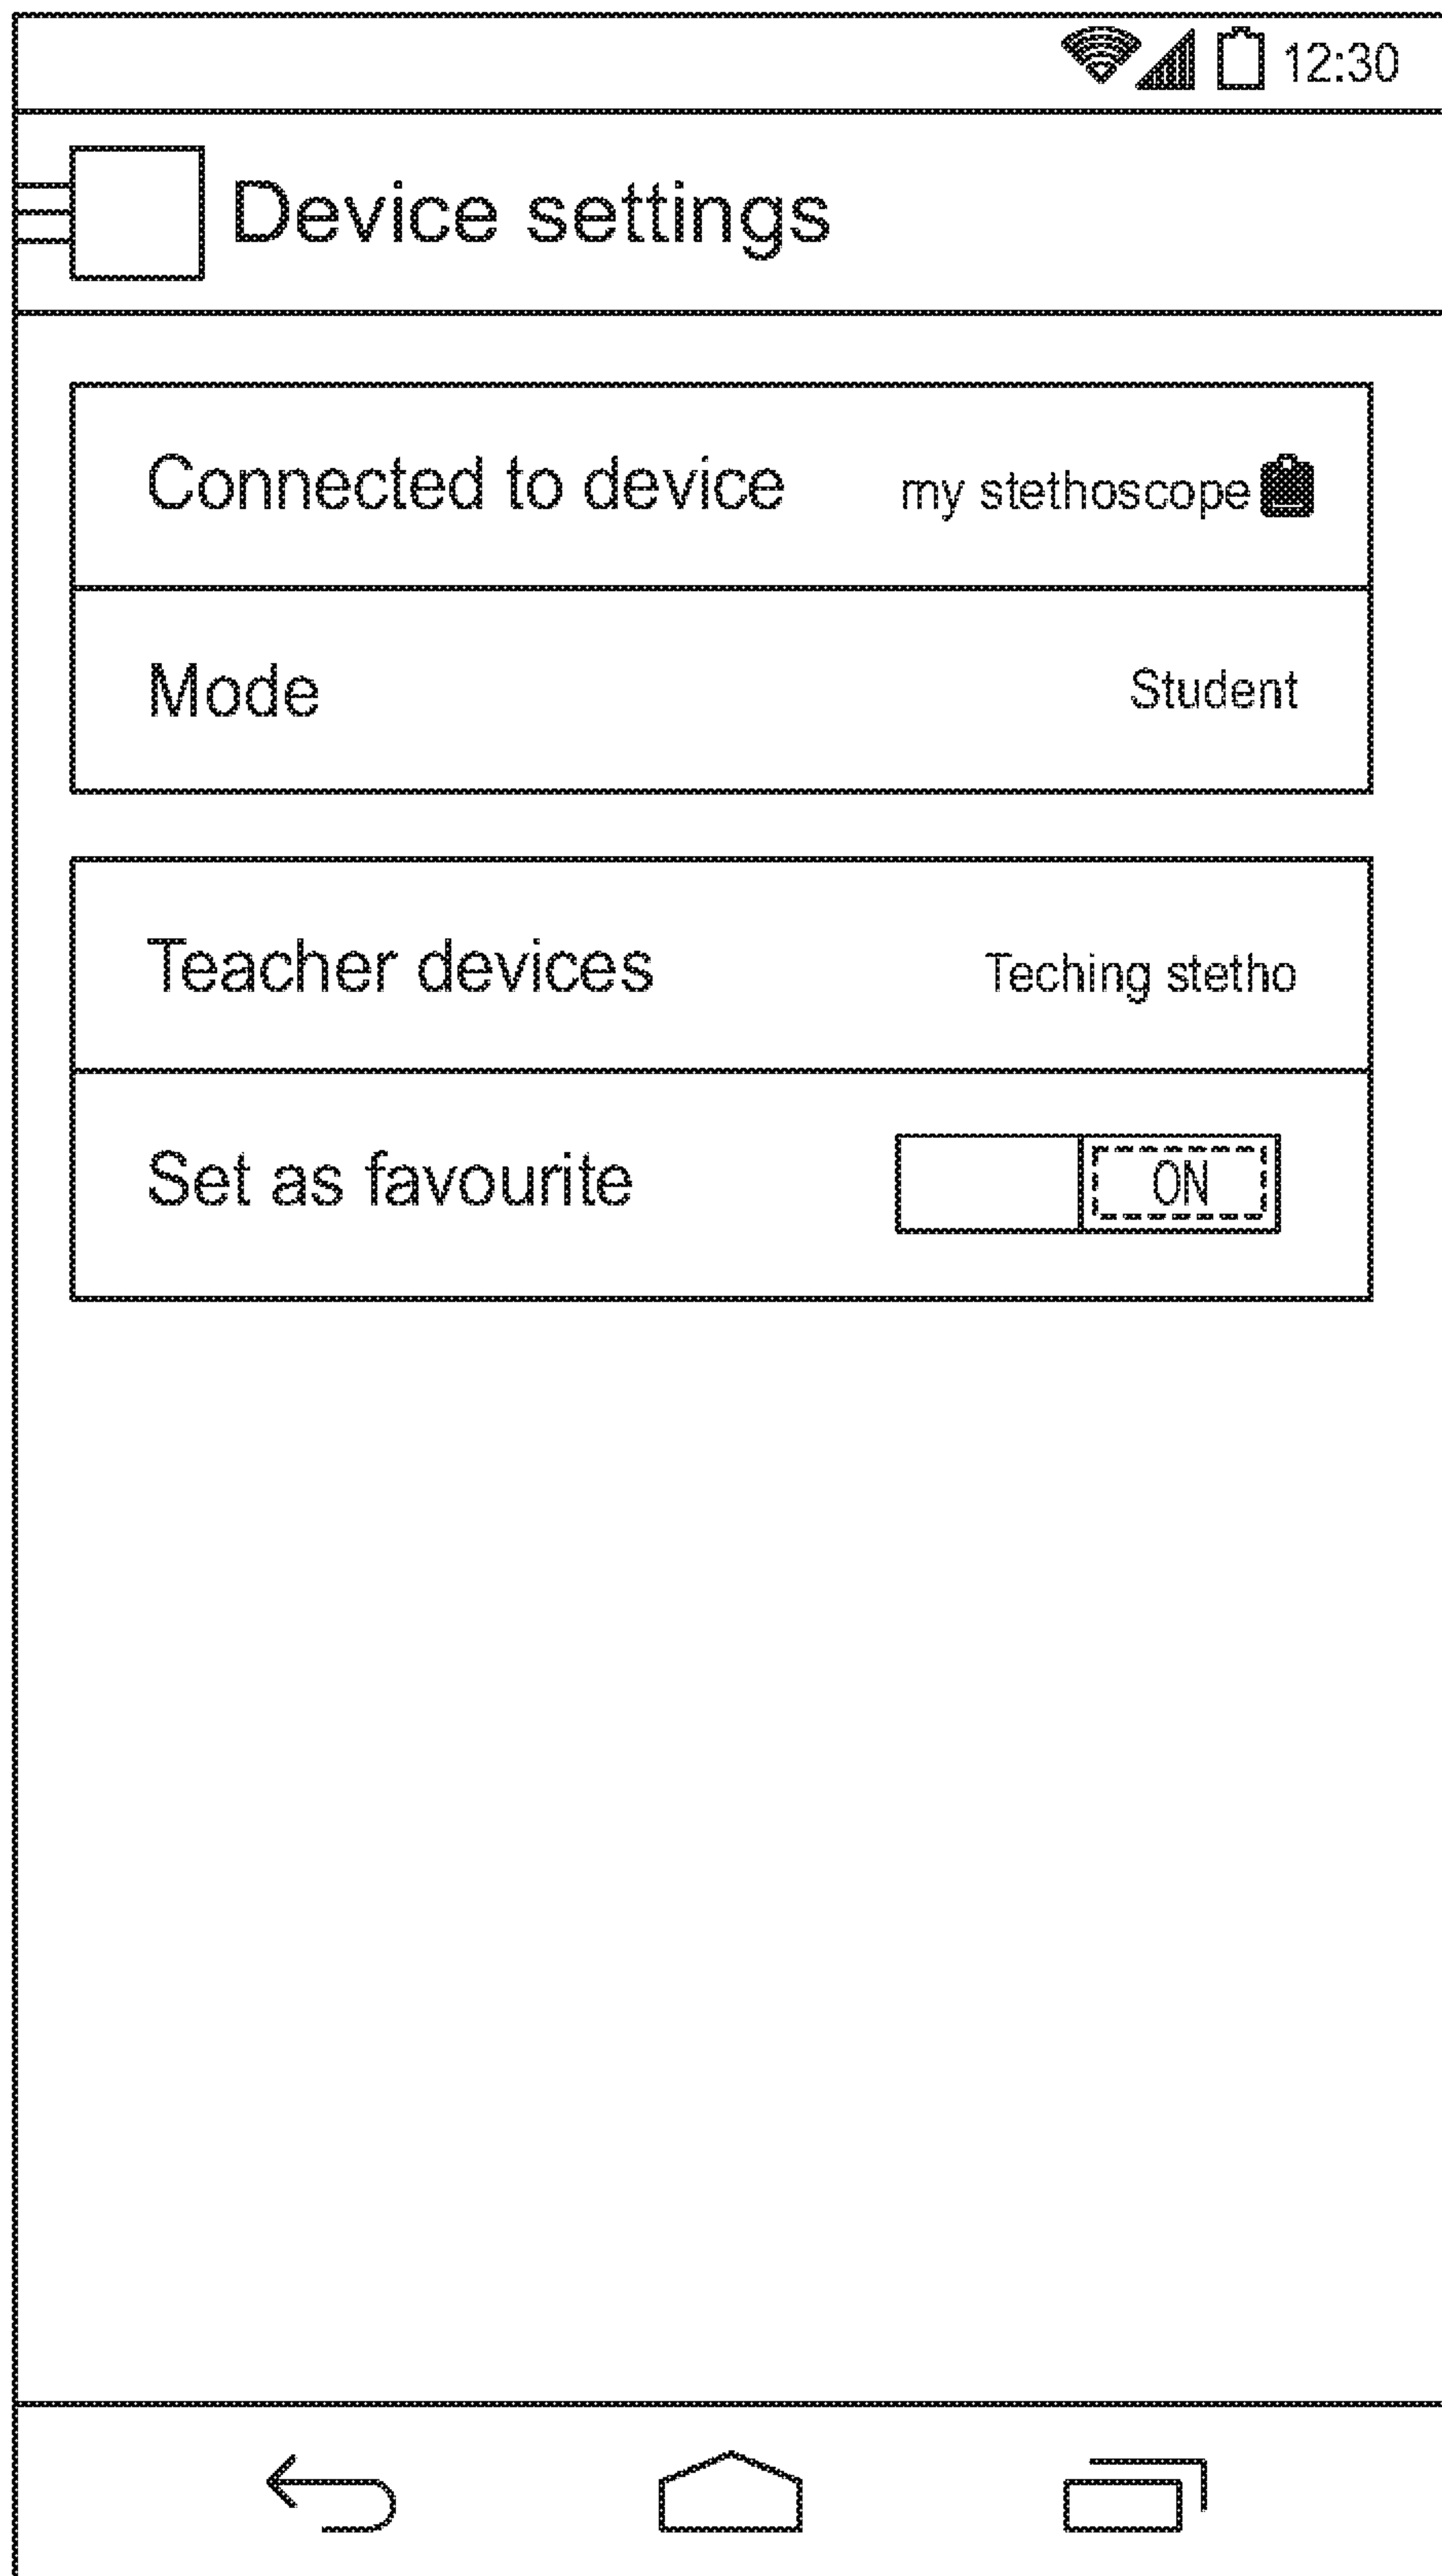 12:30
Device settings
Connected to device my stethoscope
Mode Student
Teacher devices Teching stetho
Set as favourite ON